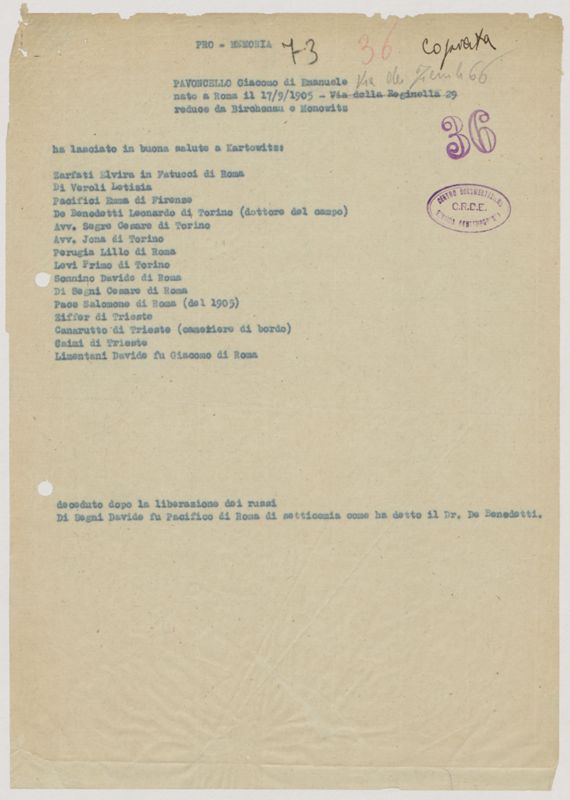 PRO - MEMORIA 73 36 copiata
PAVONCELLO Giacomo di Emanuele
Via dei 66
nato a Roma il 17/9/1905 - Via della Reginella 29
reduce da Birchenau e Monowitz
36
ha lasciato in buona salute a Kartowitz:
CENTRO DOCUMENTAZIONE
C.R.D.E.
Zarfati Elvira in Fatucci di Roma
Di Veroli Letizia
Pacifici Emma di Firenze
De Benedetti Leonardo di Torino (dottore del campo)
Avv. Segre Cesare di Torino
Avv. Jona di Torino
Perugia Lillo di Roma
Levi Primo di Torino
Sonnino Davide di Roma
Di Segni Cesare di Roma
Pace Salomone di Roma (del 1905)
Ziffer di Trieste
Canarutto di Trieste (cameriere di bordo)
Caimi di Trieste
Limentani Davide fu Giacomo di Roma
deceduto dopo la liberazione dei russi
Di Segni Davide fu Pacifico di Roma di setticemia come ha detto il Dr. De Benedetti.